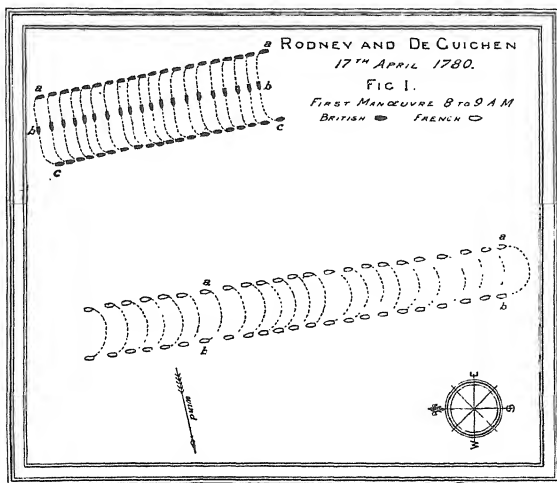 RODNEY AND DE GUICHEN
17TH APRIL 1780.
FIG I.
FIRST MANŒUVRE 8 TO 9 A M
BRITISH FRENCH
a
a
b
b
c
c
a
a
b
b
wind
E
S
W